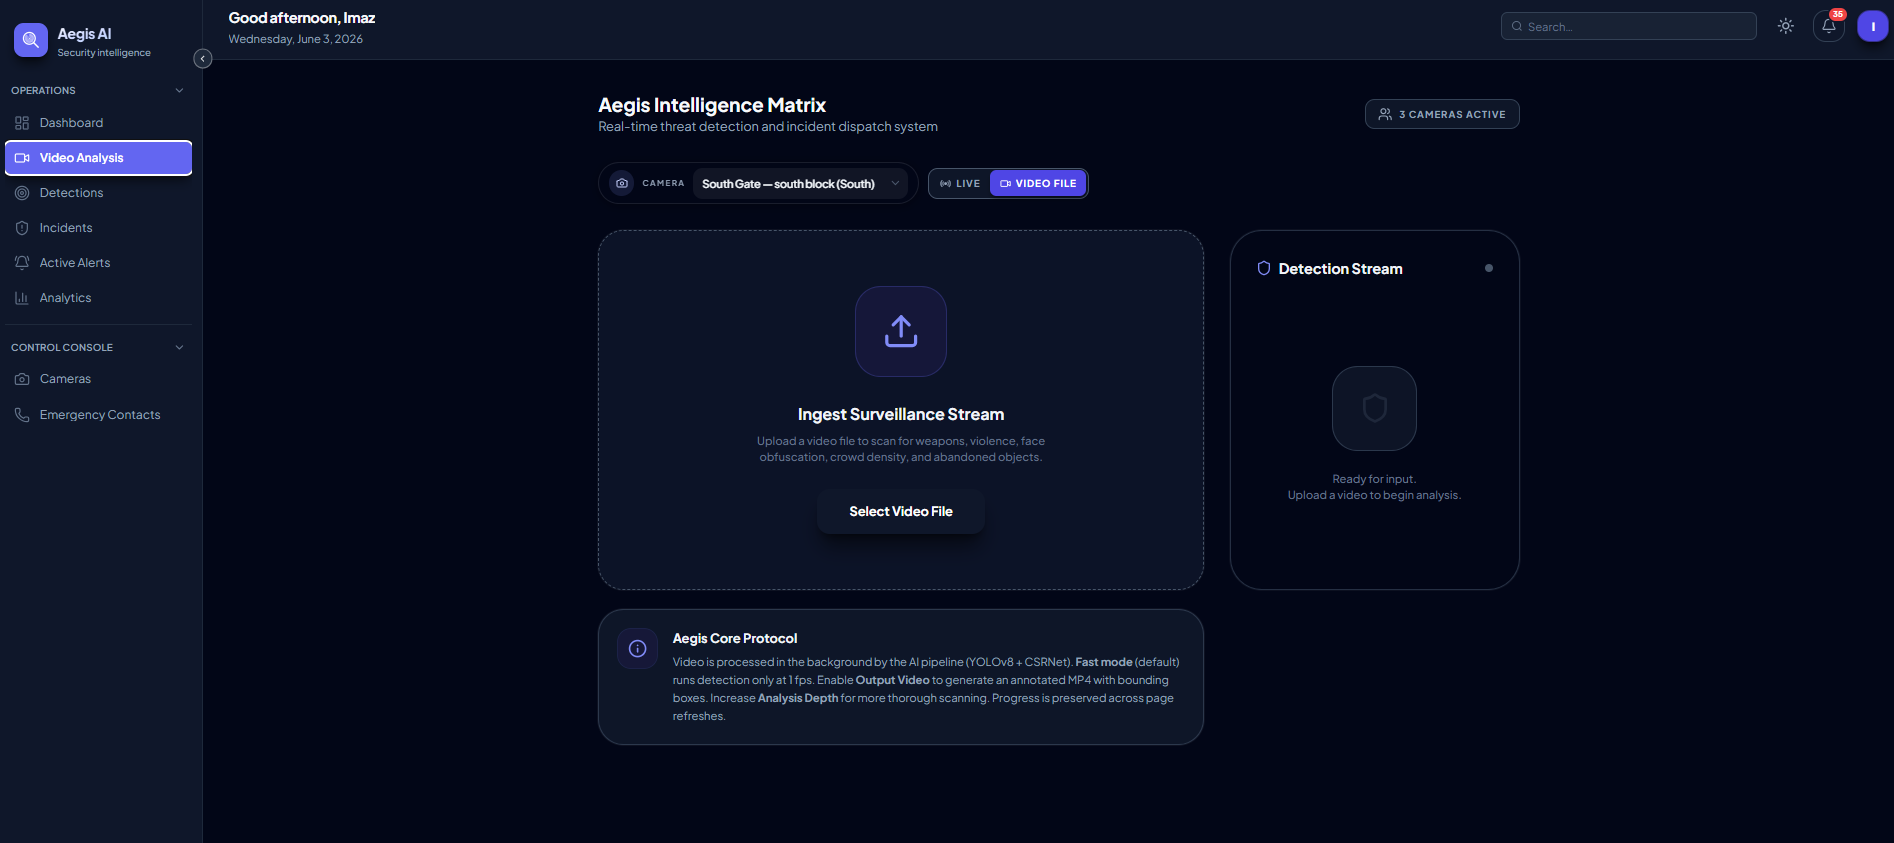 Aegis AI
Security intelligence
OPERATIONS
Dashboard
Video Analysis
Detections
Incidents
Active Alerts
Analytics
CONTROL CONSOLE
Cameras
Emergency Contacts
Good afternoon, Imaz
Wednesday, June 3, 2026
Search...
35
I
Aegis Intelligence Matrix
Real-time threat detection and incident dispatch system
3 CAMERAS ACTIVE
CAMERA
South Gate — south block (South)
LIVE
VIDEO FILE
Ingest Surveillance Stream
Upload a video file to scan for weapons, violence, face
obfuscation, crowd density, and abandoned objects.
Select Video File
Detection Stream
Ready for input.
Upload a video to begin analysis.
Aegis Core Protocol
Video is processed in the background by the AI pipeline (YOLOv8 + CSRNet). Fast mode (default)
runs detection only at 1 fps. Enable Output Video to generate an annotated MP4 with bounding
boxes. Increase Analysis Depth for more thorough scanning. Progress is preserved across page
refreshes.